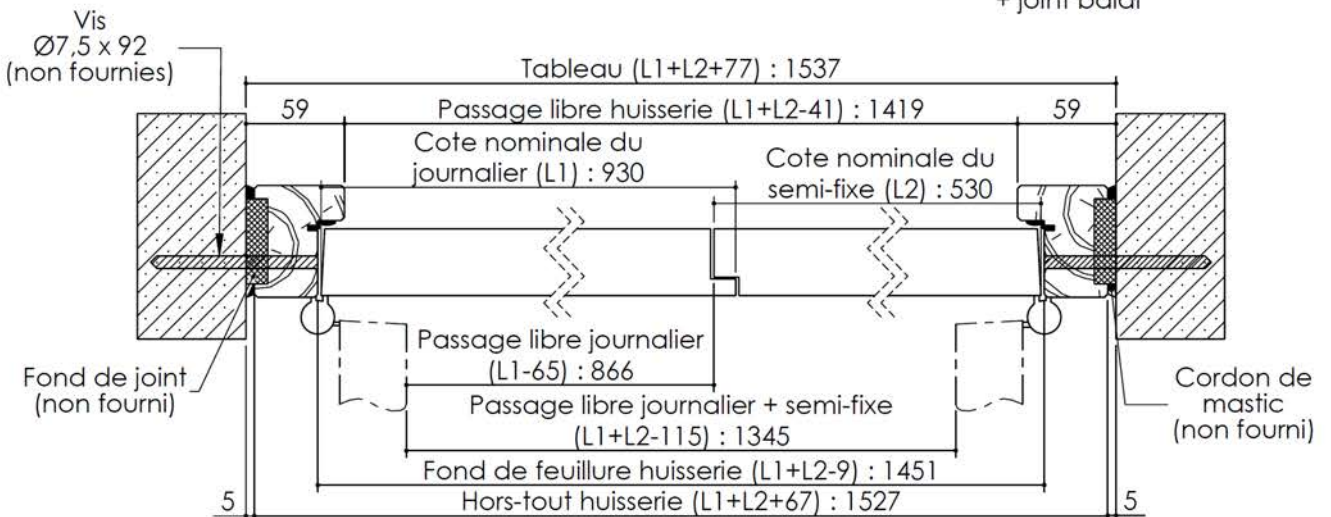 + joint balai
Vis
Ø7,5 x 92
(non fournies)
Tableau (L1+L2+77) : 1537
59
Passage libre huisserie (L1+L2-41) : 1419
59
Cote nominale du
journalier (L1) : 930
Cote nominale du
semi-fixe (L2) : 530
Passage libre journalier
(L1-65) : 866
Fond de joint
(non fourni)
Cordon de
mastic
(non fourni)
Passage libre journalier + semi-fixe
(L1+L2-115) : 1345
Fond de feuillure huisserie (L1+L2-9) : 1451
5
Hors-tout huisserie (L1+L2+67) : 1527
5